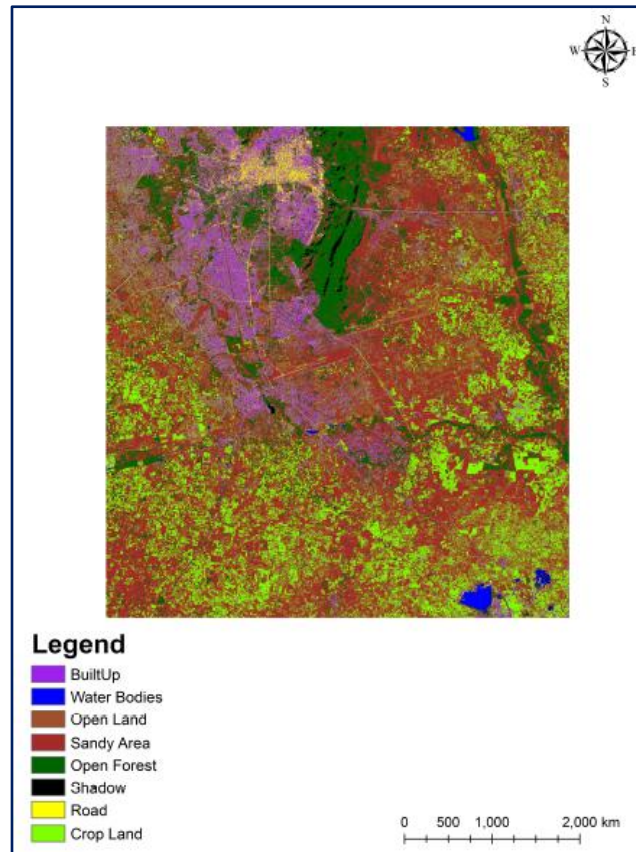 N
W E
S
Legend
BuiltUp
Water Bodies
Open Land
Sandy Area
Open Forest
Shadow
Road
Crop Land
0 500 1,000 2,000 km